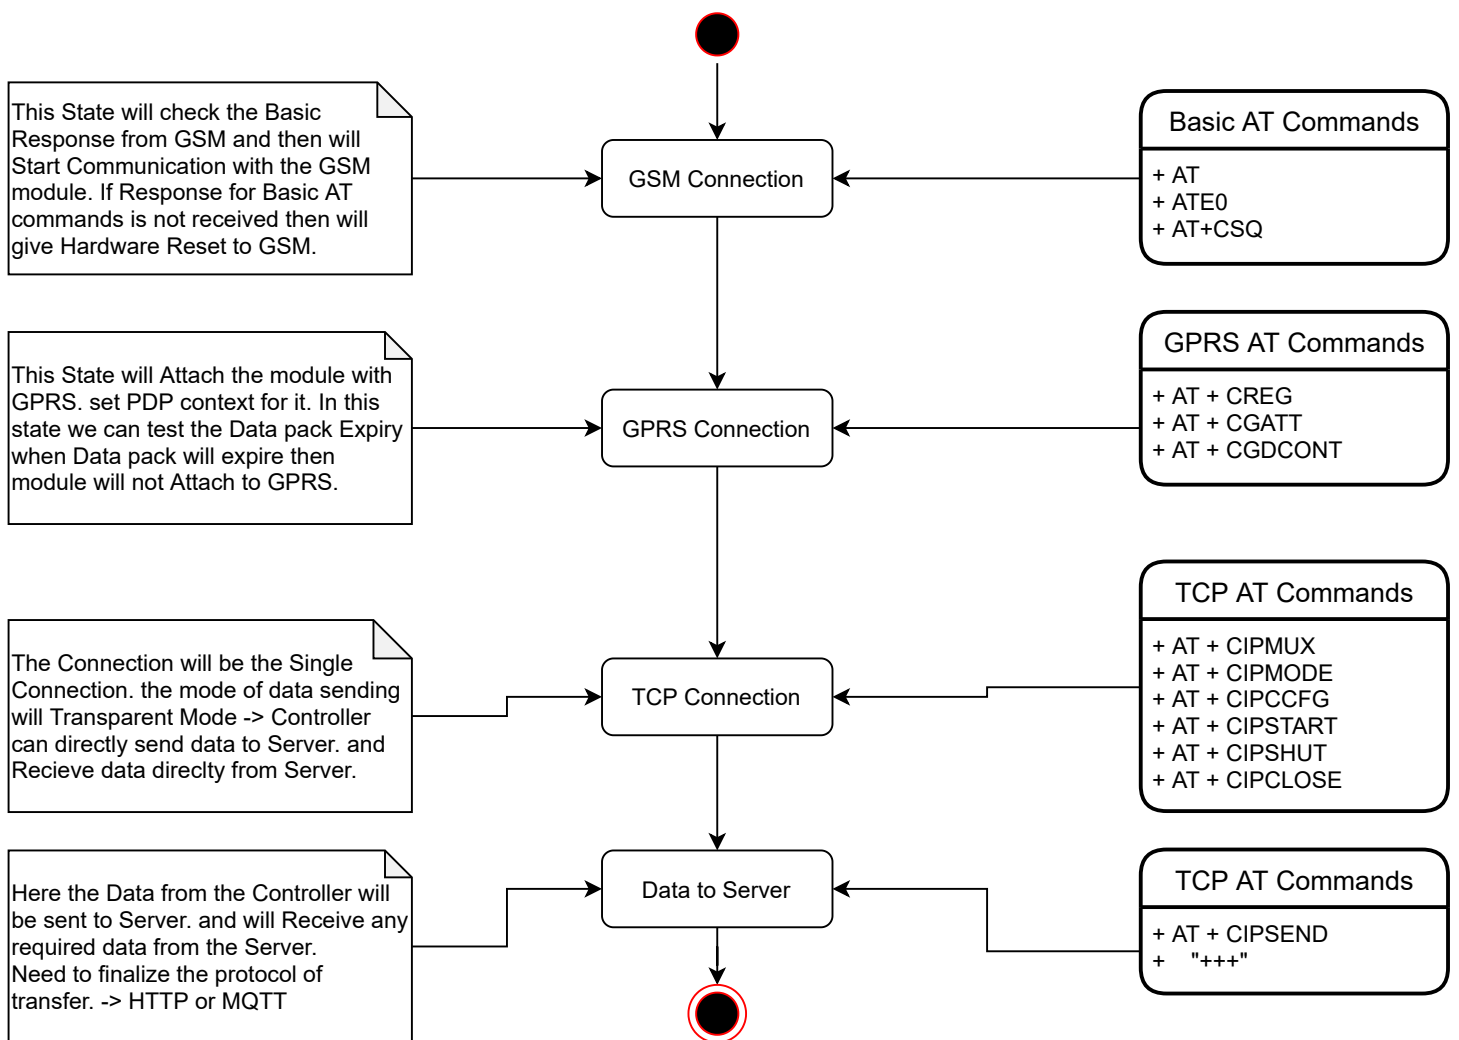 This State will check the Basic
Response from GSM and then will
Start Communication with the GSM
module. If Response for Basic AT
commands is not received then will
give Hardware Reset to GSM.
GSM Connection
Basic AT Commands
+ AT
+ ATE0
+ AT+CSQ
This State will Attach the module with
GPRS. set PDP context for it. In this
state we can test the Data pack Expiry
when Data pack will expire then
module will not Attach to GPRS.
GPRS Connection
GPRS AT Commands
+ AT + CREG
+ AT + CGATT
+ AT + CGDCONT
The Connection will be the Single
Connection. the mode of data sending
will Transparent Mode -> Controller
can directly send data to Server. and
Recieve data direclty from Server.
TCP Connection
TCP AT Commands
+ AT + CIPMUX
+ AT + CIPMODE
+ AT + CIPCCFG
+ AT + CIPSTART
+ AT + CIPSHUT
+ AT + CIPCLOSE
Here the Data from the Controller will
be sent to Server. and will Receive any
required data from the Server.
Need to finalize the protocol of
transfer. -> HTTP or MQTT
Data to Server
TCP AT Commands
+ AT + CIPSEND
+ "+++"